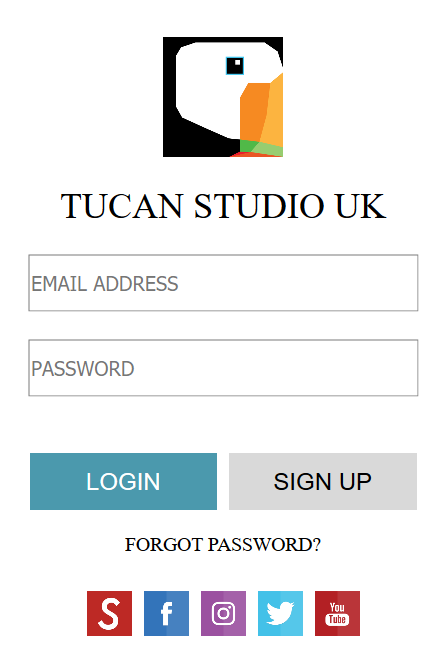 TUCAN STUDIO UK
EMAIL ADDRESS
PASSWORD
LOGIN
SIGN UP
FORGOT PASSWORD?
S f You Tube